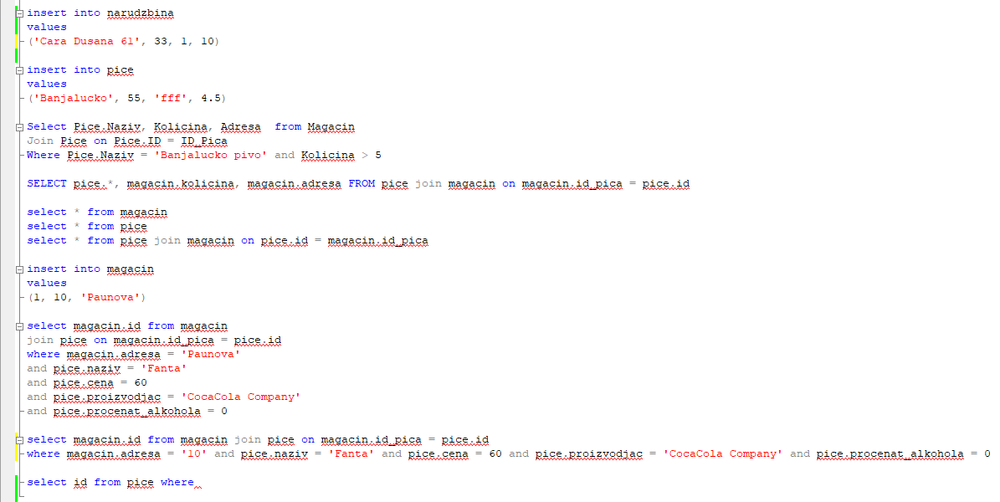 insert into narudzbina
values
('Cara Dusana 61', 33, 1, 10)
insert into pice
values
('Banjalucko', 55, 'fff', 4.5)
Select Pice.Naziv, Kolicina, Adresa  from Magacin
Join Pice on Pice.ID = ID_Pica
Where Pice.Naziv = 'Banjalucko pivo' and Kolicina > 5
SELECT pice.*, magacin.kolicina, magacin.adresa FROM pice join magacin on magacin.id_pica = pice.id
select * from magacin
select * from pice
select * from pice join magacin on pice.id = magacin.id_pica
insert into magacin
values
(1, 10, 'Paunova')
select magacin.id from magacin
join pice on magacin.id_pica = pice.id
where magacin.adresa = 'Paunova'
and pice.naziv = 'Fanta'
and pice.cena = 60
and pice.proizvodjac = 'CocaCola Company'
and pice.procenat_alkohola = 0
select magacin.id from magacin join pice on magacin.id_pica = pice.id
where magacin.adresa = '10' and pice.naziv = 'Fanta' and pice.cena = 60 and pice.proizvodjac = 'CocaCola Company' and pice.procenat_alkohola = 0
select id from pice where